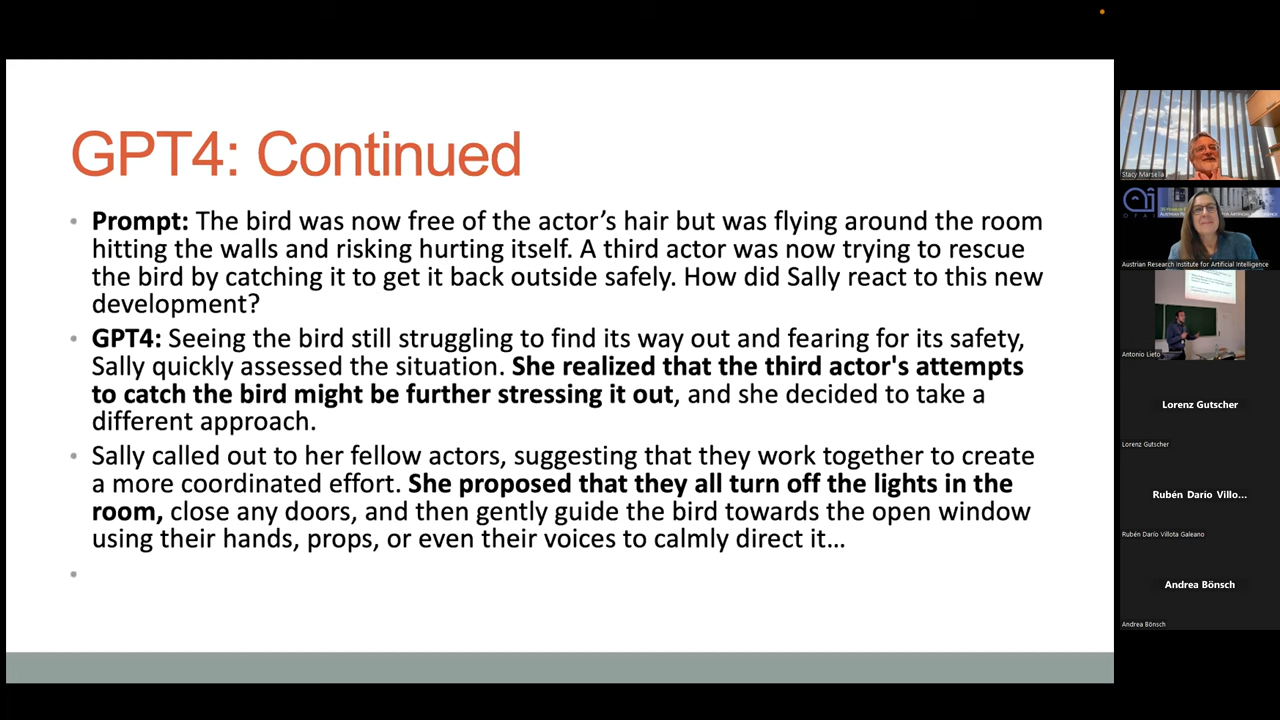 GPT4: Continued
• Prompt: The bird was now free of the actor’s hair but was flying around the room
hitting the walls and risking hurting itself. A third actor was now trying to rescue
the bird by catching it to get it back outside safely. How did Sally react to this new
development?
• GPT4: Seeing the bird still struggling to find its way out and fearing for its safety,
Sally quickly assessed the situation. She realized that the third actor's attempts
to catch the bird might be further stressing it out, and she decided to take a
different approach.
• Sally called out to her fellow actors, suggesting that they work together to create
a more coordinated effort. She proposed that they all turn off the lights in the
room, close any doors, and then gently guide the bird towards the open window
using their hands, props, or even their voices to calmly direct it…
•
Stacy Marsella
Austrian Research Institute for Artificial Intelligence
Antonio Lieto
Lorenz Gutscher
Lorenz Gutscher
Rubén Darío Villo...
Rubén Darío Villota Galeano
Andrea Bönsch
Andrea Bönsch